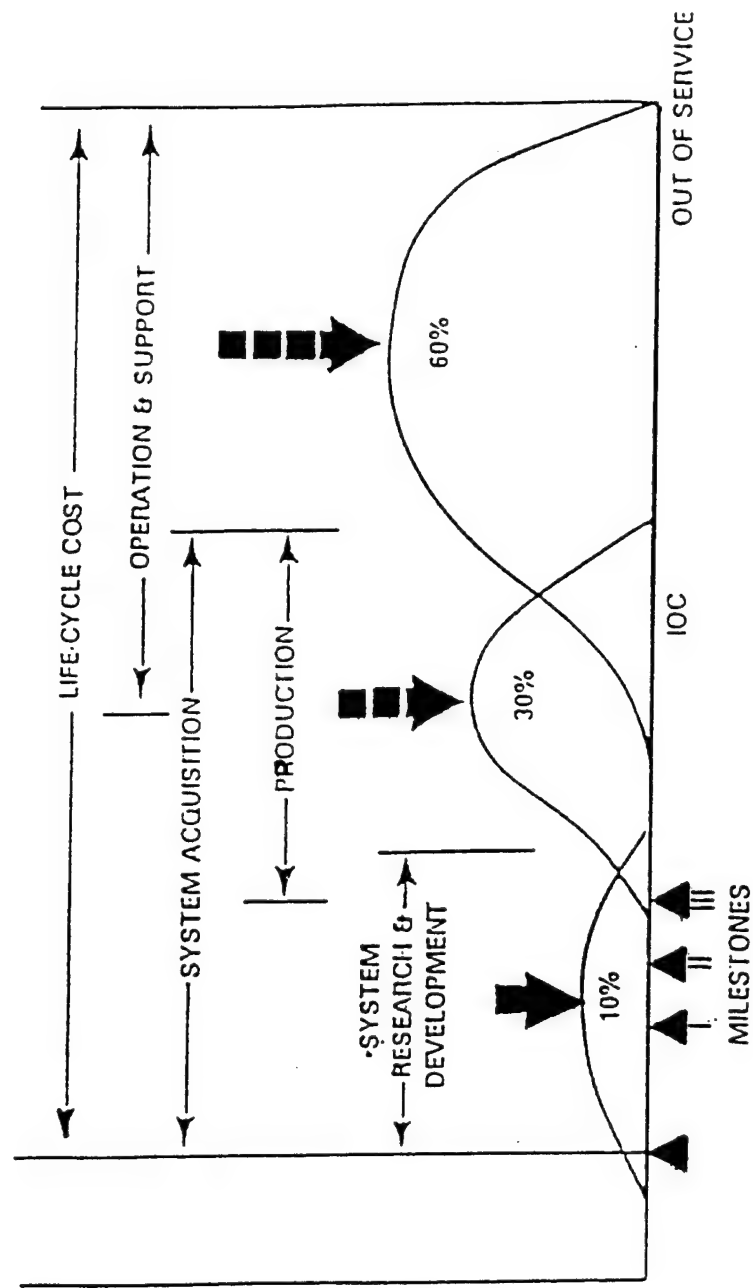 LIFE-CYCLE COST
OPERATION & SUPPORT
SYSTEM ACQUISITION
PRODUCTION
*SYSTEM
RESEARCH &
DEVELOPMENT
10%
30%
60%
I
II
III
MILESTONES
IOC
OUT OF SERVICE